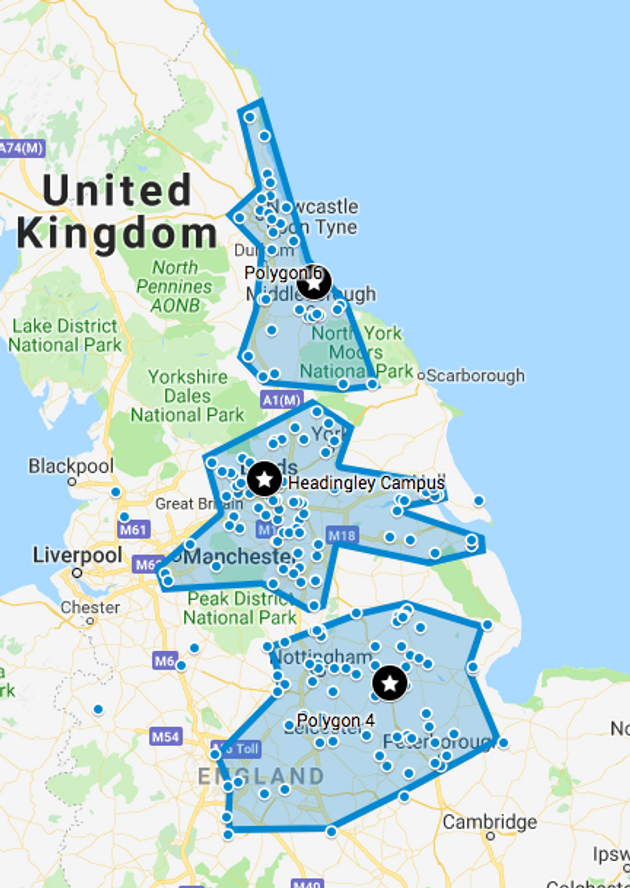 A74(M)
United
Kingdom
Newcastle
upon Tyne
Durham
Polygon 6
Middlesbrough
North
Pennines
AONB
Lake District
National Park
North York
Moors
National Park
Scarborough
Yorkshire
Dales
National Park
A1(M)
York
Blackpool
Leeds
Headingley Campus
Great Britain
M61
M18
Liverpool
Manchester
Chester
Peak District
National Park
M6
Nottingham
Polygon 4
Leicester
M54
M6 Toll
Peterborough
ENGLAND
Cambridge
Ips
M40
Colchester